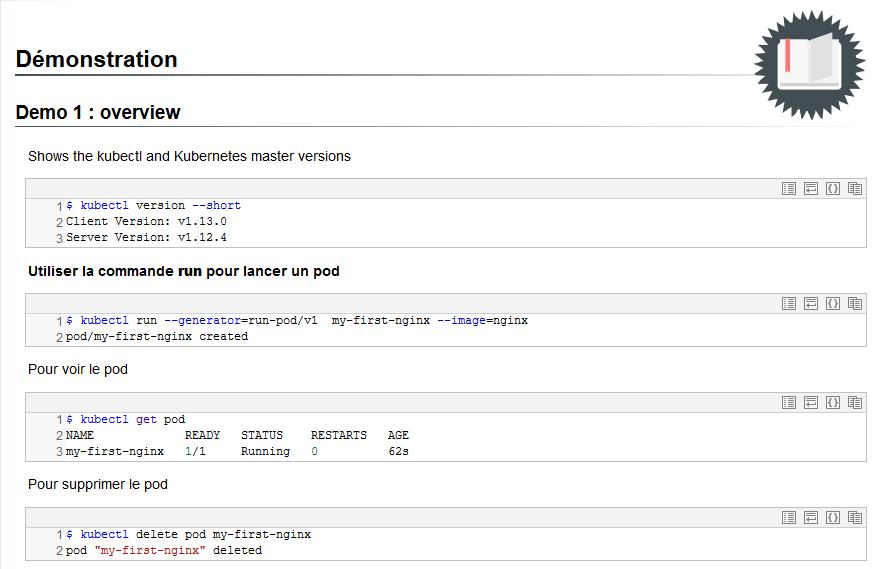 Démonstration
Demo 1 : overview
Shows the kubectl and Kubernetes master versions
1 $ kubectl version --short
2 Client Version: v1.13.0
3 Server Version: v1.12.4
Utiliser la commande run pour lancer un pod
1 $ kubectl run --generator=run-pod/v1  my-first-nginx --image=nginx
2 pod/my-first-nginx created
Pour voir le pod
1 $ kubectl get pod
2 NAME             READY   STATUS    RESTARTS   AGE
3 my-first-nginx   1/1     Running   0          62s
Pour supprimer le pod
1 $ kubectl delete pod my-first-nginx
2 pod "my-first-nginx" deleted